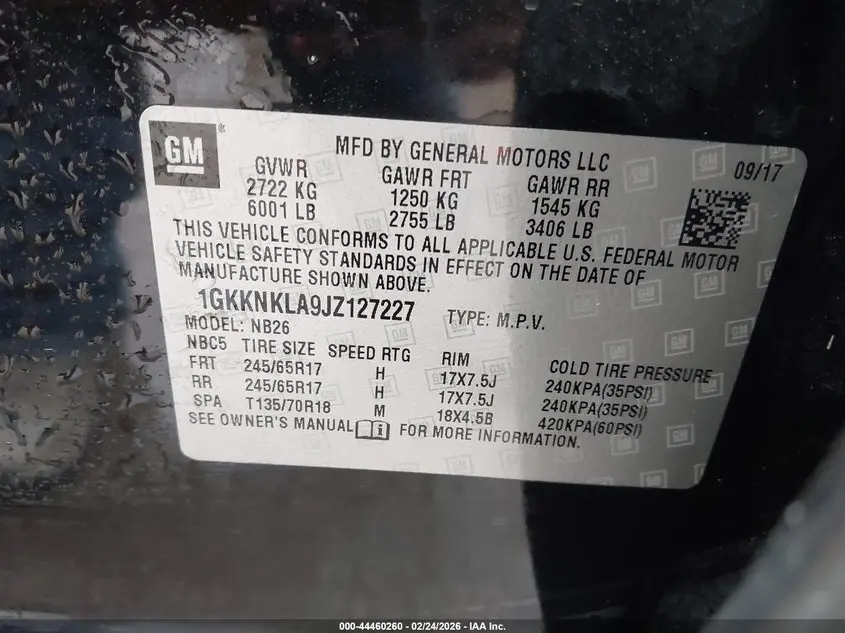 GM ®
MFD BY GENERAL MOTORS LLC 09/17
GVWR GAWR FRT GAWR RR
2722 KG 1250 KG 1545 KG
6001 LB 2755 LB 3406 LB
THIS VEHICLE CONFORMS TO ALL APPLICABLE U.S. FEDERAL MOTOR
VEHICLE SAFETY STANDARDS IN EFFECT ON THE DATE OF
MANUFACTURE SHOWN ABOVE.
1GKKNKLA9JZ127227 TYPE: M.P.V.
MODEL: NB26
NBC5 TIRE SIZE SPEED RTG RIM COLD TIRE PRESSURE
FRT 245/65R17 H 17X7.5J 240KPA(35PSI)
RR 245/65R17 H 17X7.5J 240KPA(35PSI)
SPA T135/70R18 M 18X4.5B 420KPA(60PSI)
SEE OWNER'S MANUAL FOR MORE INFORMATION.
000-44460260 - 02/24/2026 - IAA Inc.